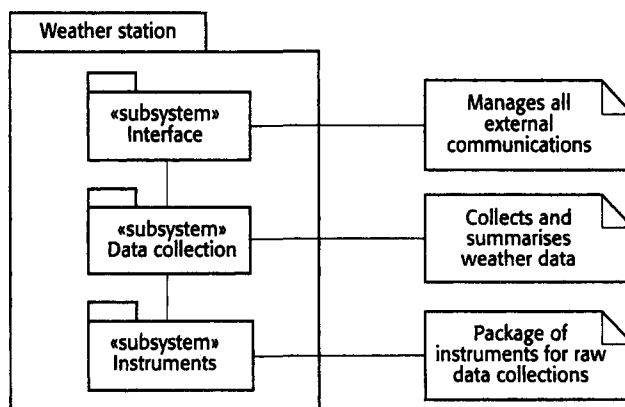 Weather station
«subsystem»
Interface
Manages all
external
communications
«subsystem»
Data collection
Collects and
summarises
weather data
«subsystem»
Instruments
Package of
instruments for raw
data collections